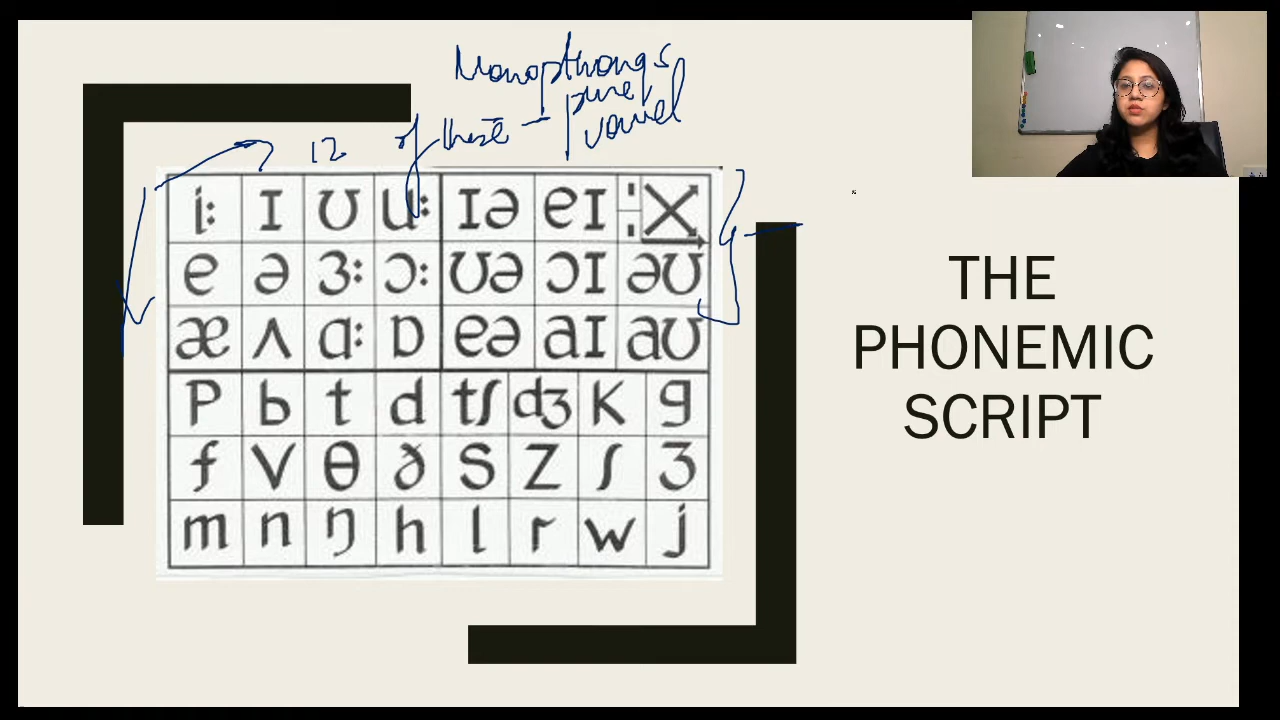 Monopthongs
12 of these – pure vowel
iː ɪ ʊ uː ɪə eɪ
e ə ɜː ɔː ʊə ɔɪ əʊ
æ ʌ ɑː ɒ eə aɪ aʊ
p b t d tʃ dʒ k g
f v θ ð s z ʃ ʒ
m n ŋ h l r w j
THE
PHONEMIC
SCRIPT